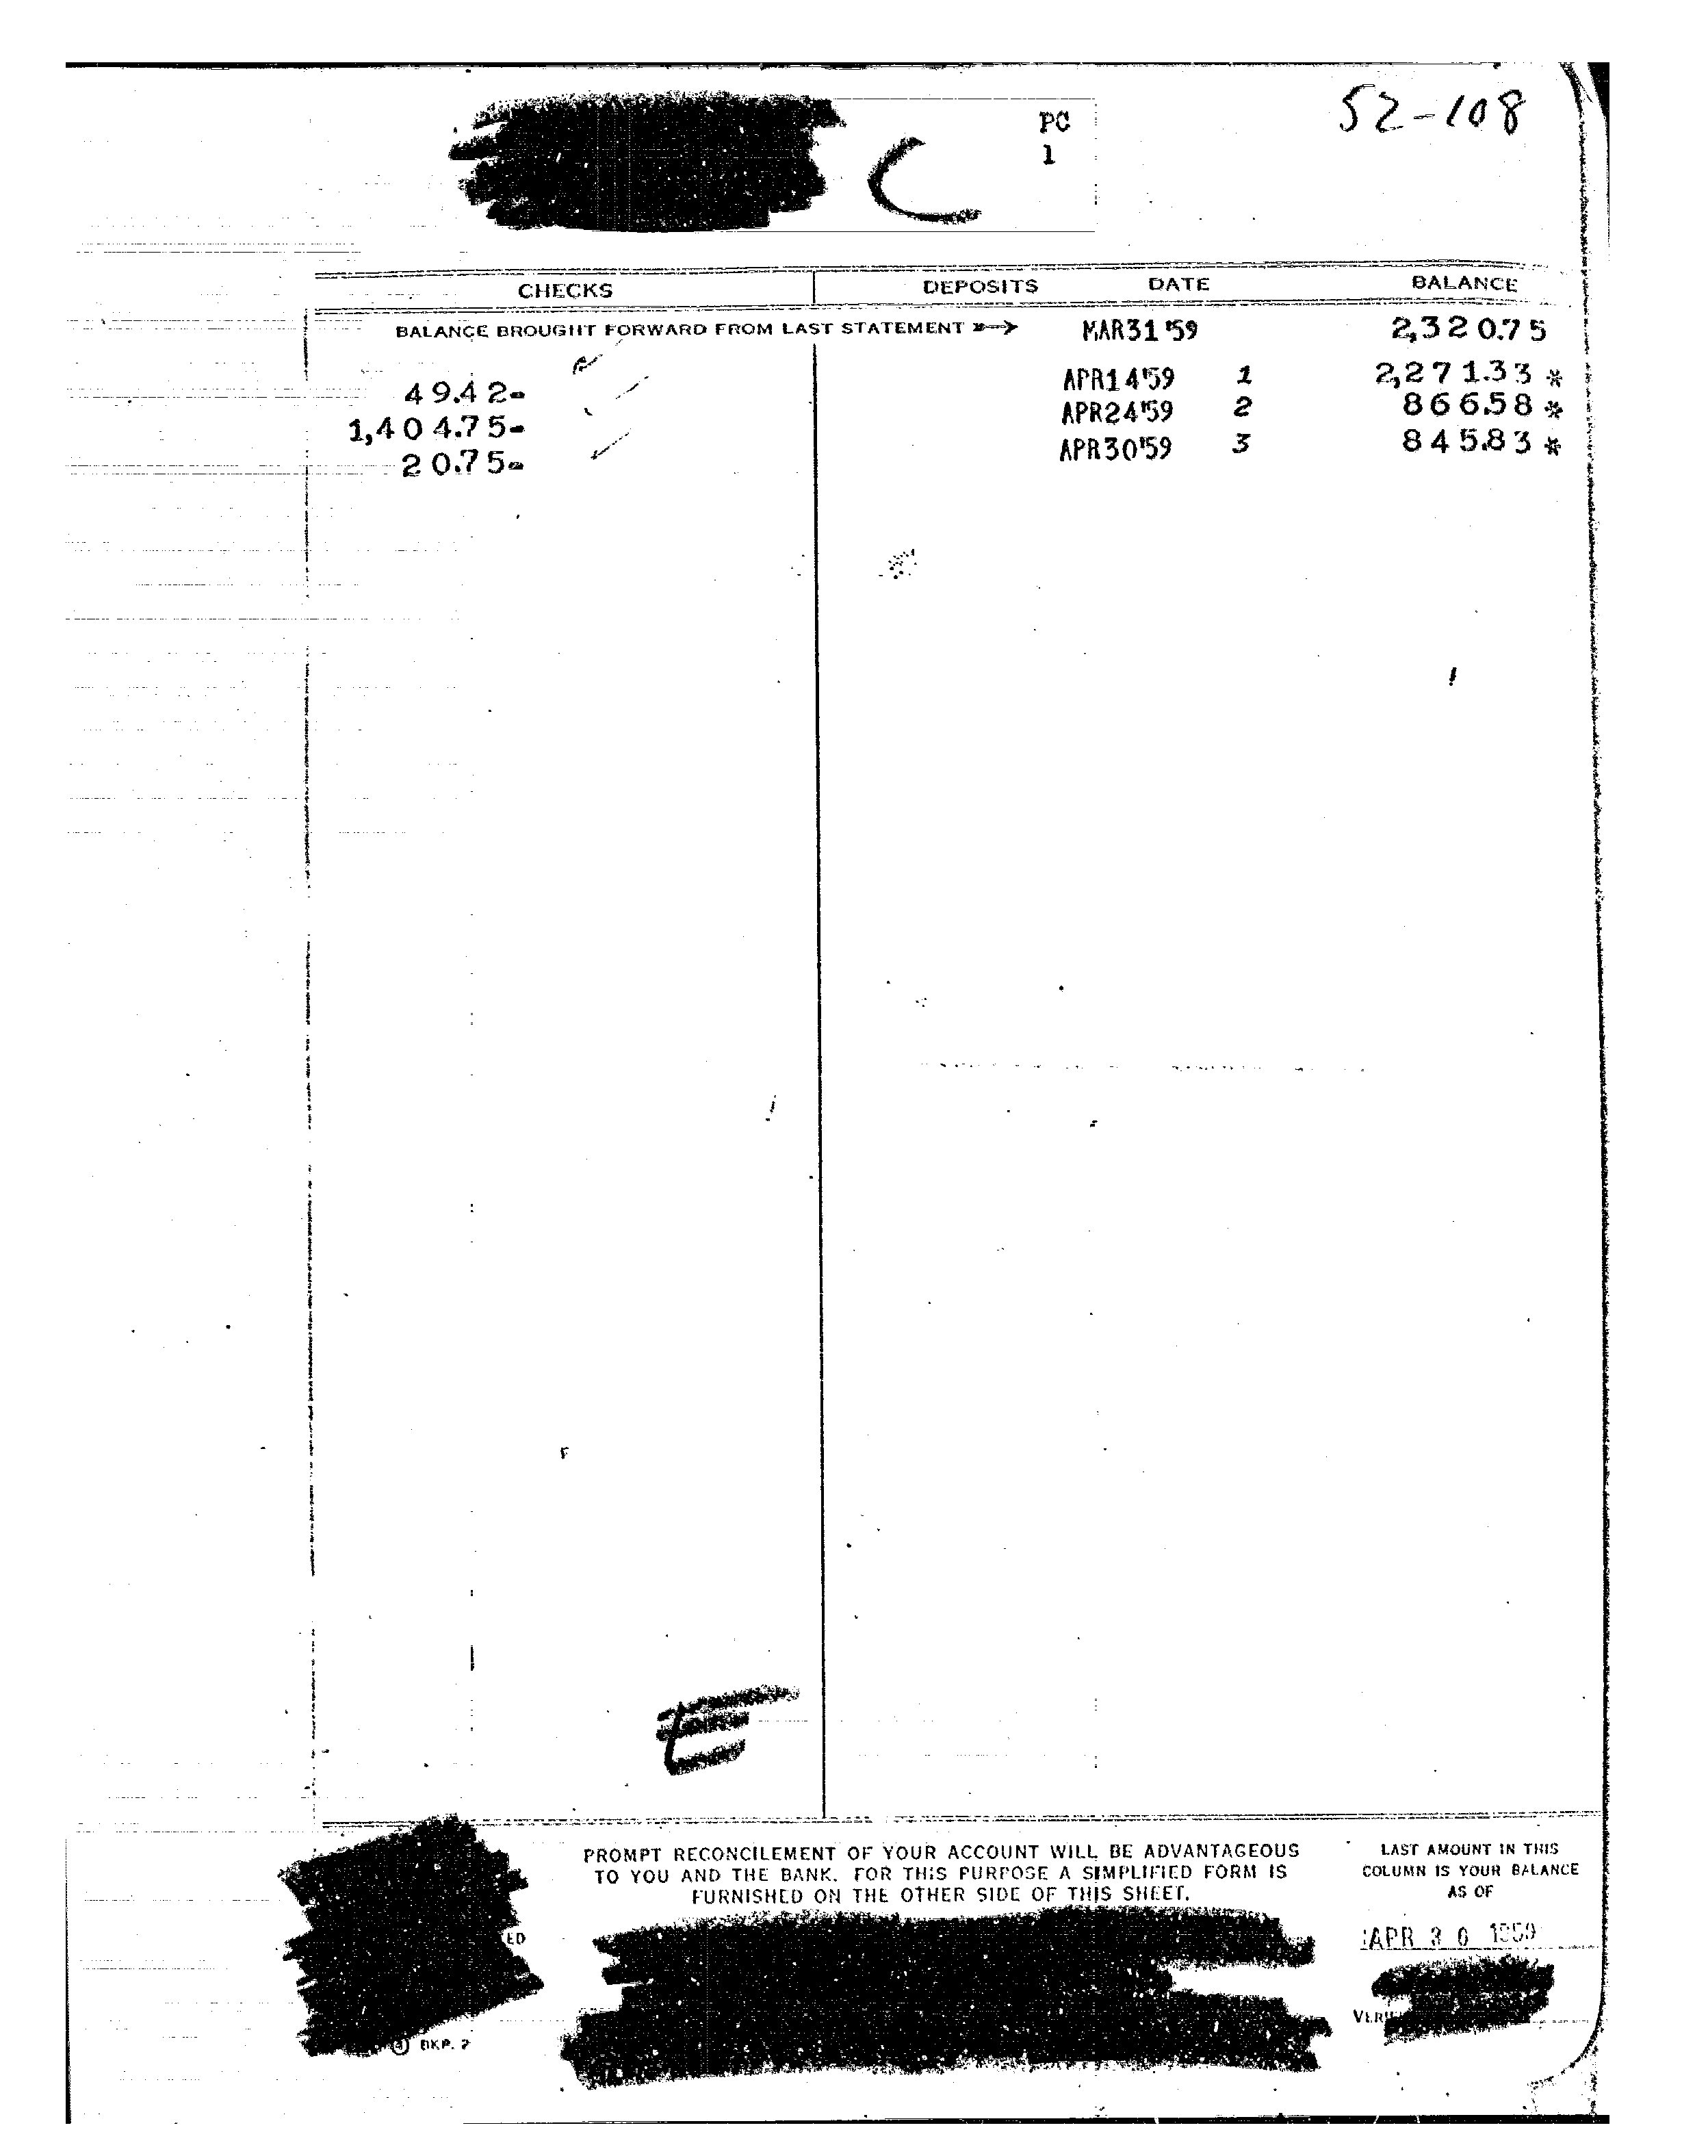 52-108
PC
1
C
CHECKS DEPOSITS DATE BALANCE
BALANCE BROUGHT FORWARD FROM LAST STATEMENT MAR31'59 2,320.75
49.42- APR14'59 1 2,271.33*
1,404.75- APR24'59 2 866.58*
20.75- APR30'59 3 845.83*
E
PROMPT RECONCILEMENT OF YOUR ACCOUNT WILL BE ADVANTAGEOUS
TO YOU AND THE BANK. FOR THIS PURPOSE A SIMPLIFIED FORM IS
FURNISHED ON THE OTHER SIDE OF THIS SHEET.
LAST AMOUNT IN THIS
COLUMN IS YOUR BALANCE
AS OF
APR 30 1959
ED
BKP. 2